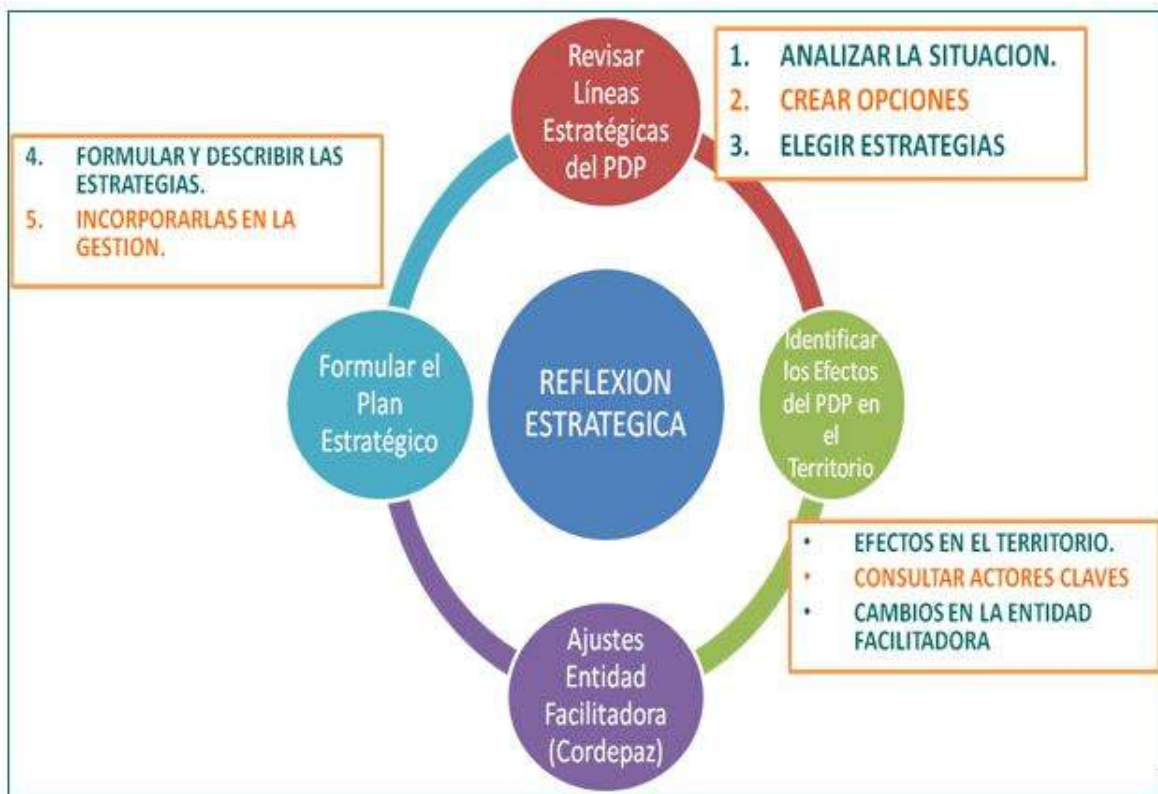 Revisar
Líneas
Estratégicas
del PDP
1. ANALIZAR LA SITUACION.
2. CREAR OPCIONES
3. ELEGIR ESTRATEGIAS
4. FORMULAR Y DESCRIBIR LAS
ESTRATEGIAS.
5. INCORPORARLAS EN LA
GESTION.
Formular el
Plan
Estratégico
REFLEXION
ESTRATEGICA
Identificar
los Efectos
del PDP en
el
Territorio
• EFECTOS EN EL TERRITORIO.
• CONSULTAR ACTORES CLAVES
• CAMBIOS EN LA ENTIDAD
FACILITADORA
Ajustes
Entidad
Facilitadora
(Cordepaz)